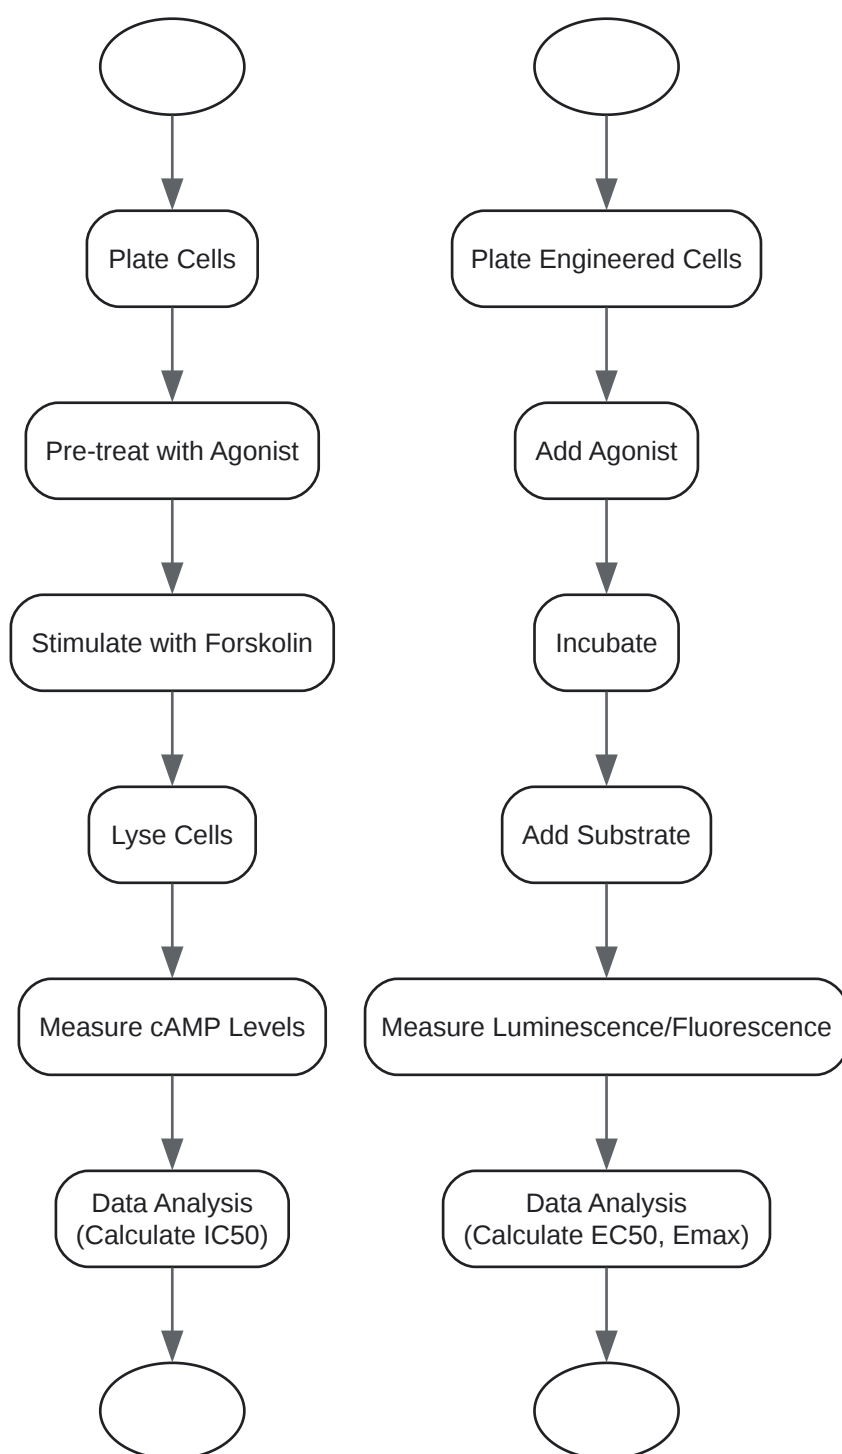 Plate Cells
Pre-treat with Agonist
Stimulate with Forskolin
Lyse Cells
Measure cAMP Levels
Data Analysis
(Calculate IC50)
Plate Engineered Cells
Add Agonist
Incubate
Add Substrate
Measure Luminescence/Fluorescence
Data Analysis
(Calculate EC50, Emax)